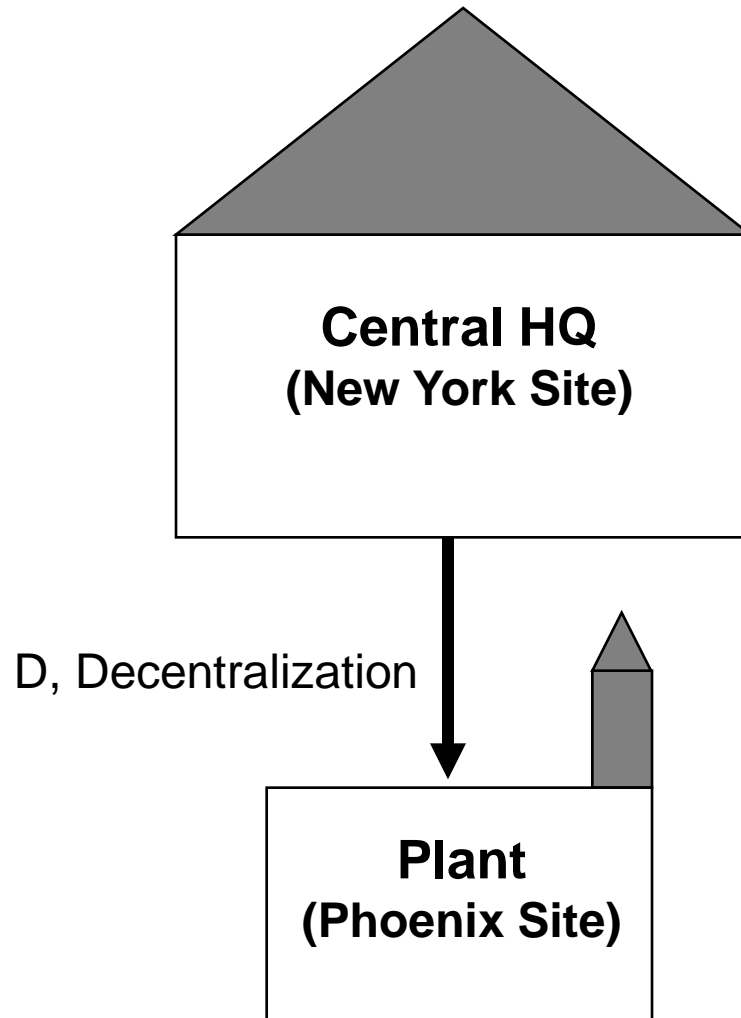 Central HQ
(New York Site)
D, Decentralization
Plant
(Phoenix Site)